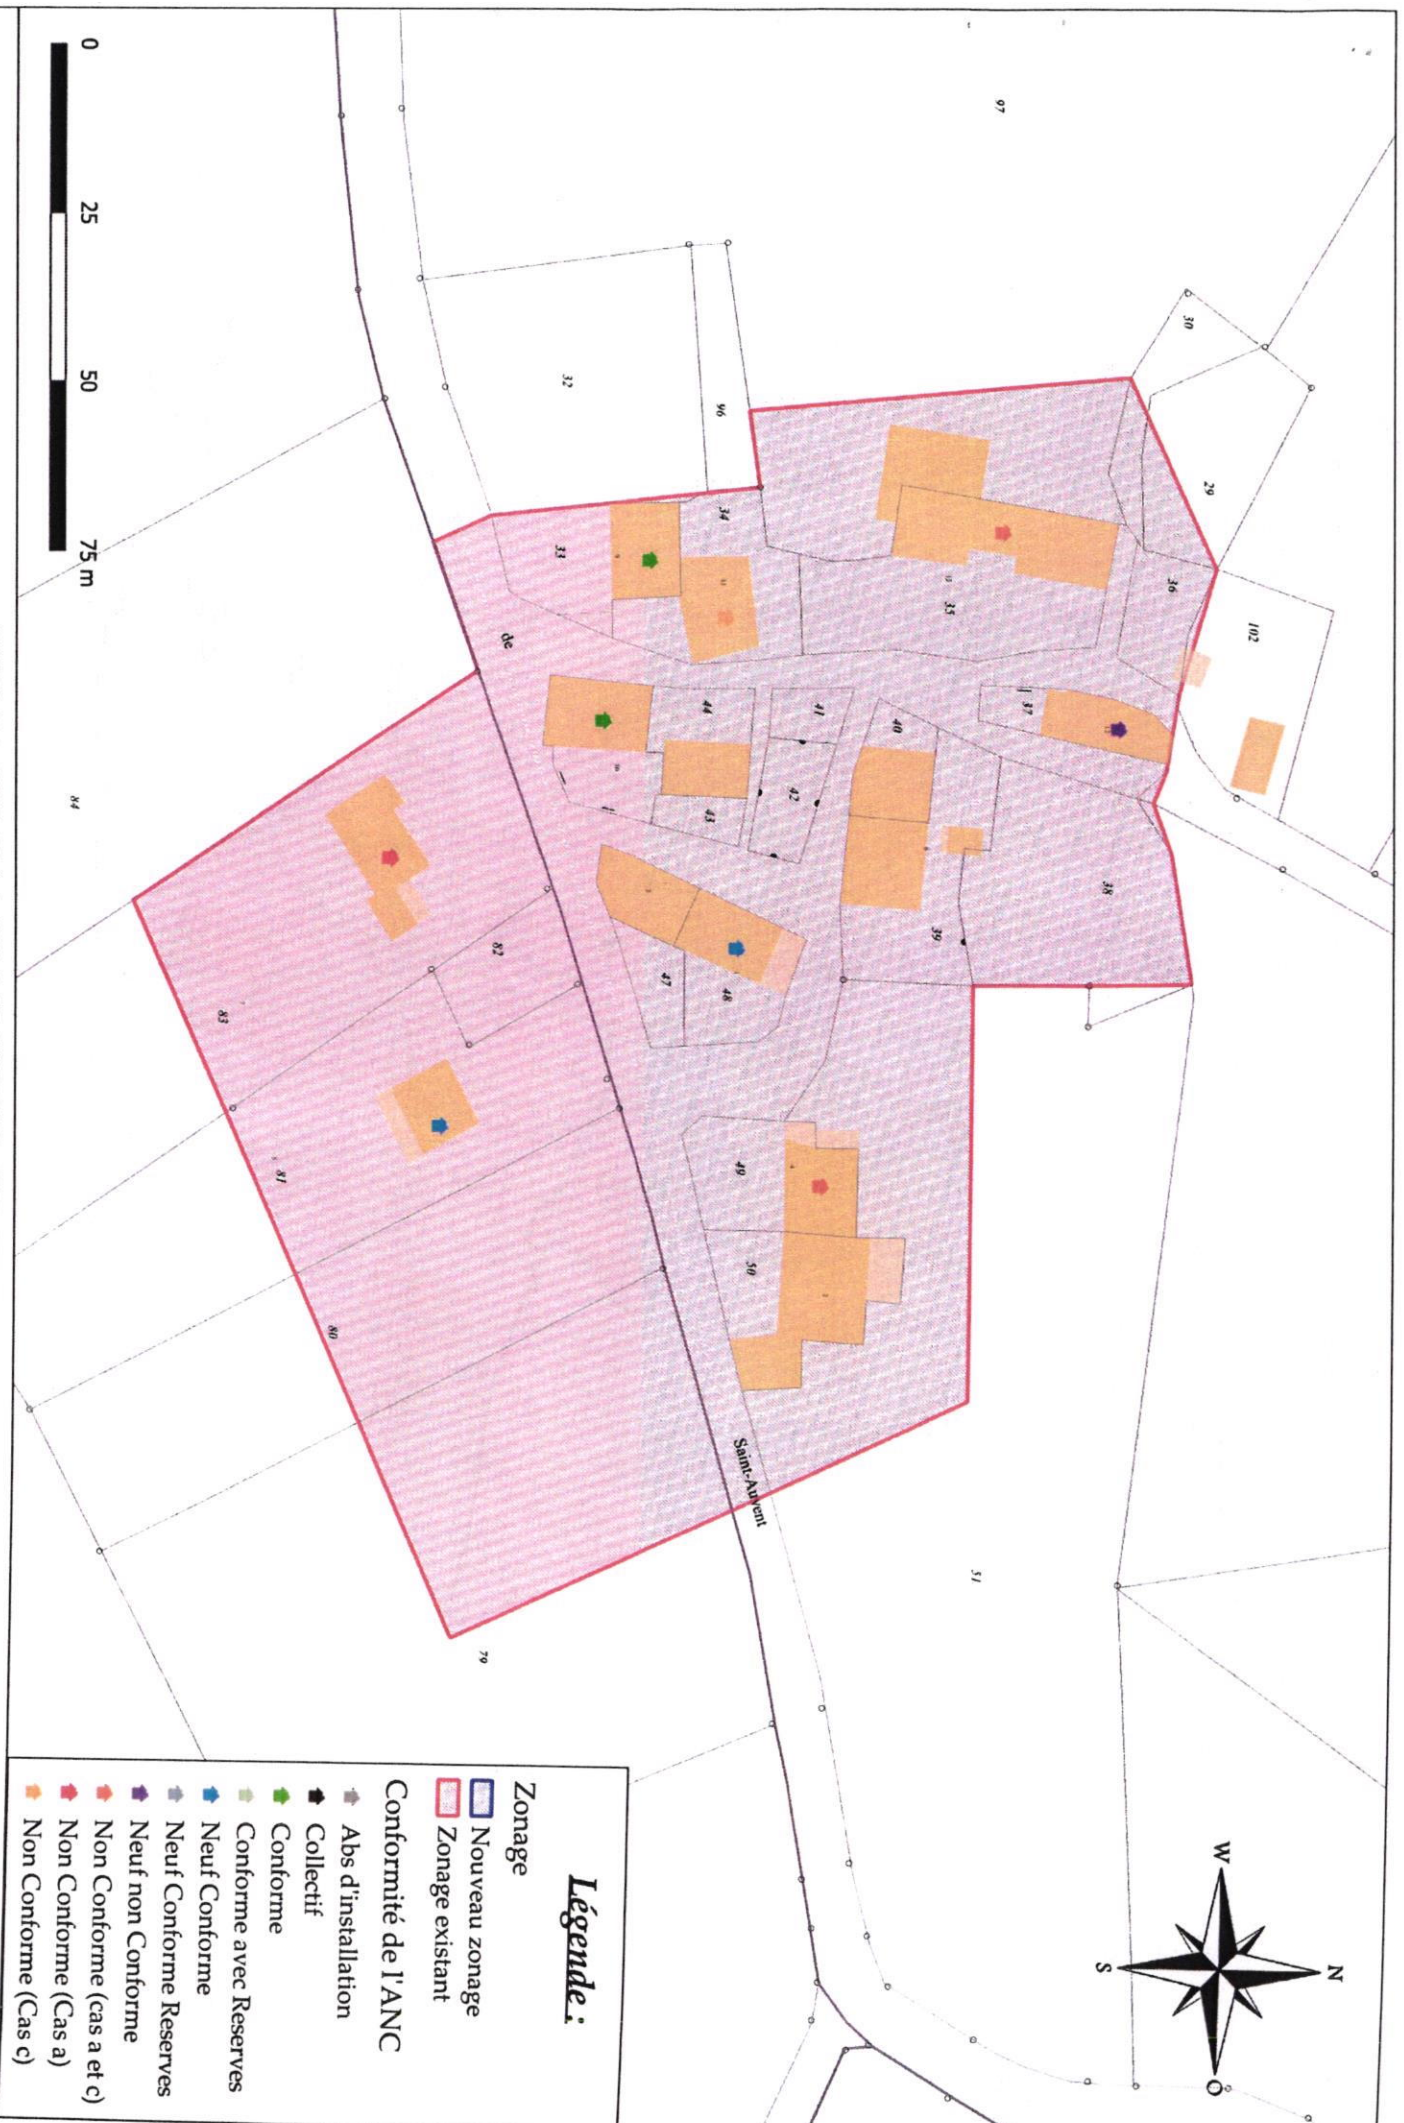 97
30
29
36
102
32
96
34
33
35
37
38
de
44
41
40
42
43
39
84
82
83
47
48
81
49
50
80
Saint-Auvent
51
79
W
N
S
O
0
25
50
75 m
Légende :
Zonage
Nouveau zonage
Zonage existant
Conformité de l'ANC
Abs d'installation
Collectif
Conforme
Conforme avec Reserves
Neuf Conforme
Neuf Conforme Reserves
Neuf non Conforme
Non Conforme (cas a et c)
Non Conforme (Cas a)
Non Conforme (Cas c)